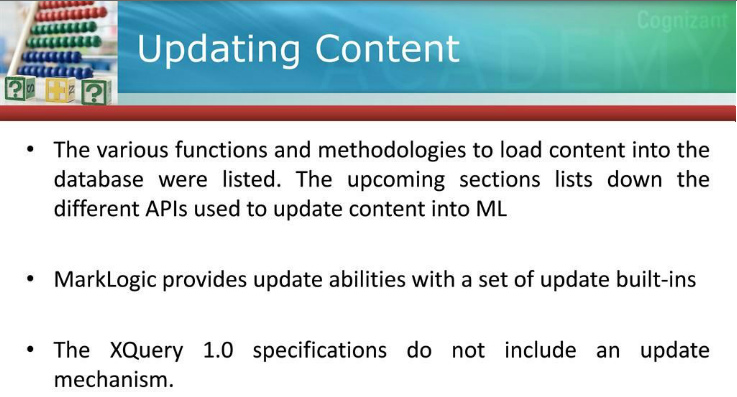 Cognizant
ACADEMY
Updating Content
• The various functions and methodologies to load content into the
database were listed. The upcoming sections lists down the
different APIs used to update content into ML
• MarkLogic provides update abilities with a set of update built-ins
• The XQuery 1.0 specifications do not include an update
mechanism.